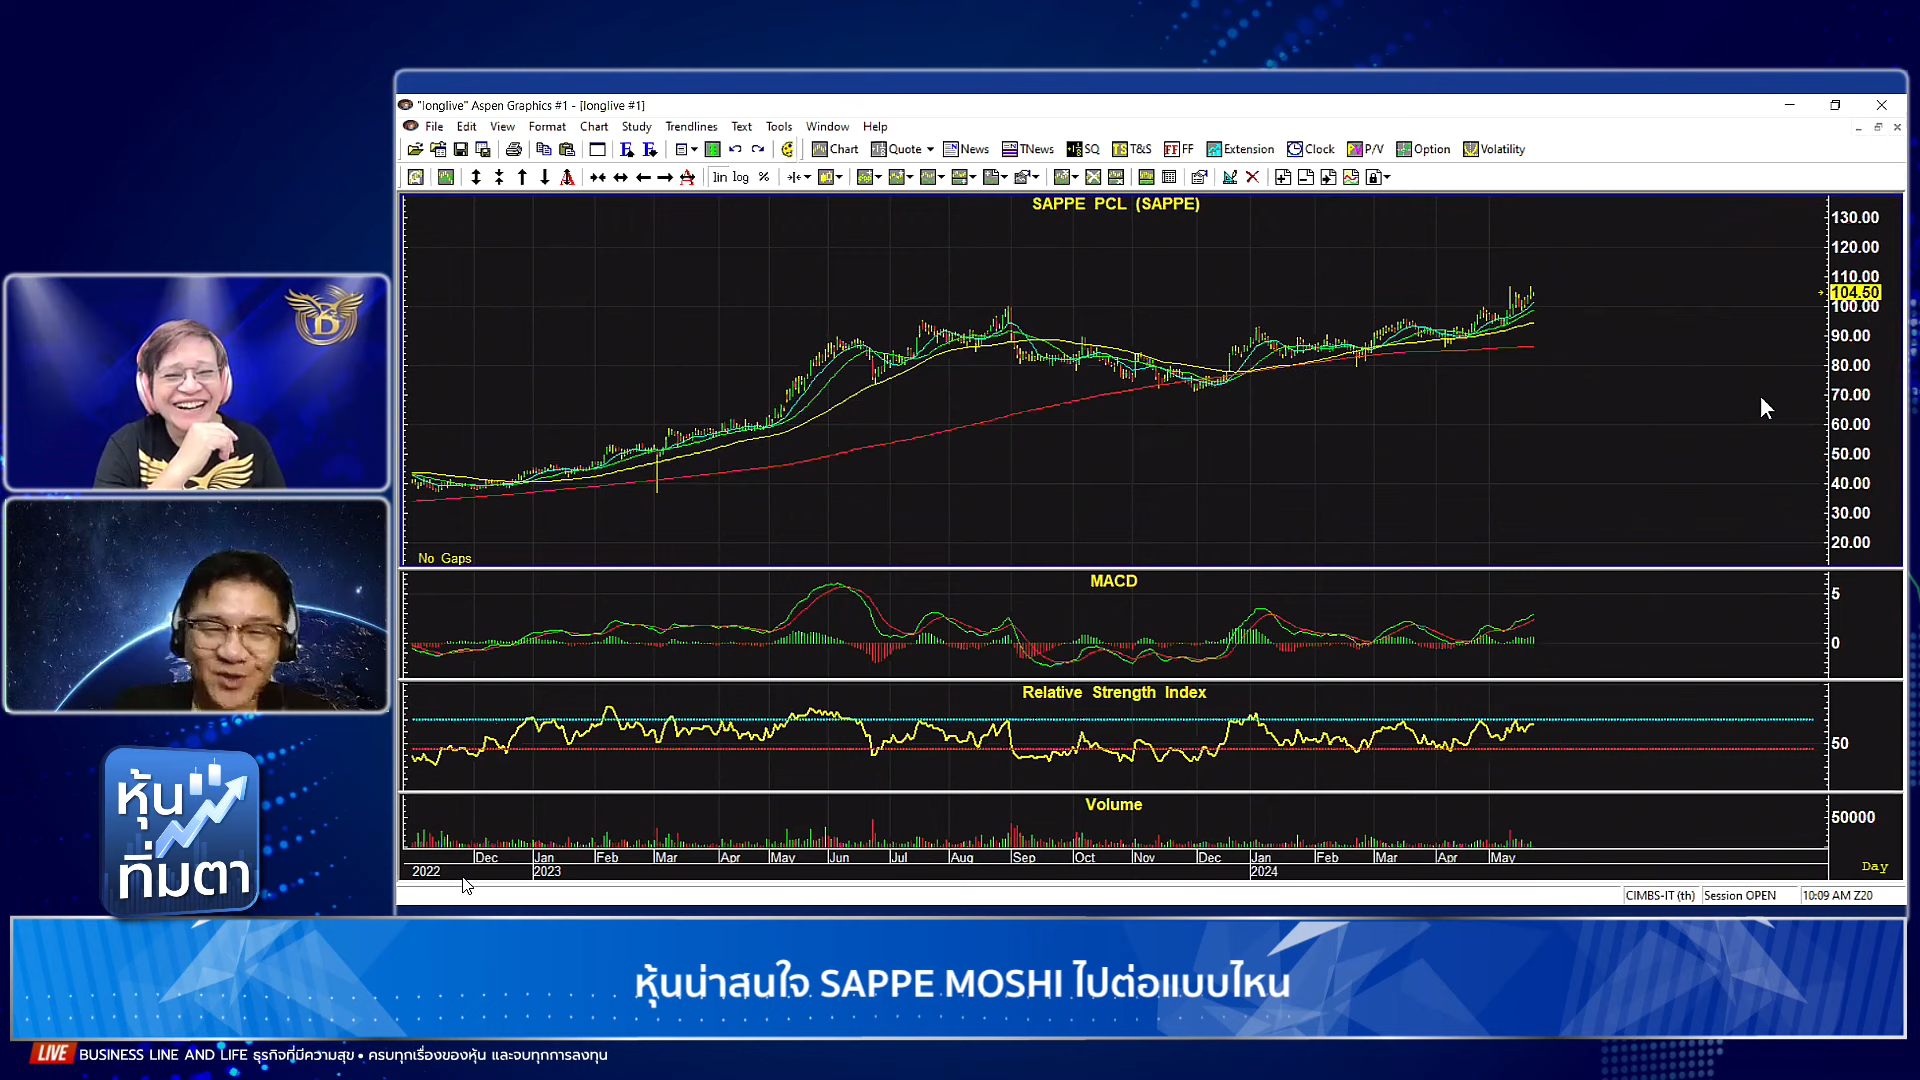 "longlive" Aspen Graphics #1 - [longlive #1]
File Edit View Format Chart Study Trendlines Text Tools Window Help
Chart Quote News TNews SQ T&S FF Extension Clock P/V Option Volatility
lin log %
SAPPE PCL (SAPPE)
130.00
120.00
110.00
104.50
100.00
90.00
80.00
70.00
60.00
50.00
40.00
30.00
20.00
No Gaps
MACD
5
0
Relative Strength Index
50
Volume
50000
Dec Jan Feb Mar Apr May Jun Jul Aug Sep Oct Nov Dec Jan Feb Mar Apr May
2022 2023 2024
Day
CIMBS-IT (th) Session OPEN 10:09 AM Z20
หุ้น
ทิ่มตา
หุ้นน่าสนใจ SAPPE MOSHI ไปต่อแบบไหน
LIVE BUSINESS LINE AND LIFE ธุรกิจที่มีความสุข • ครบทุกเรื่องของหุ้น และจบทุกการลงทุน